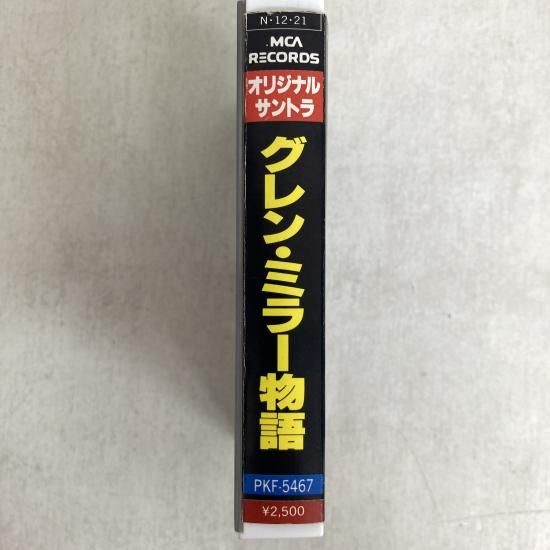 N・12・21
MCA
RECORDS
オリジナル
サントラ
グレン・ミラー物語
PKF-5467
¥2,500